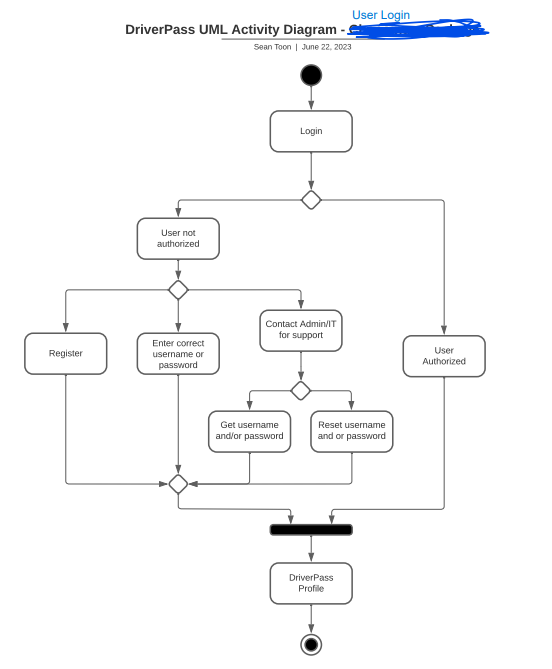 User Login
DriverPass UML Activity Diagram -
Sean Toon | June 22, 2023
Login
User not
authorized
Contact Admin/IT
for support
Register
Enter correct
username or
password
User
Authorized
Get username
and/or password
Reset username
and or password
DriverPass
Profile